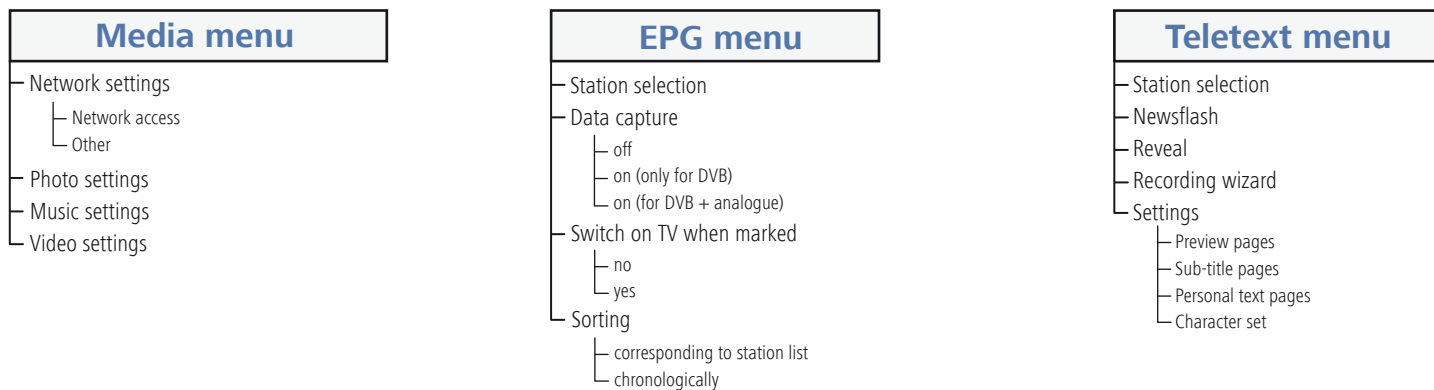 Media menu
Network settings
Network access
Other
Photo settings
Music settings
Video settings
EPG menu
Station selection
Data capture
off
on (only for DVB)
on (for DVB + analogue)
Switch on TV when marked
no
yes
Sorting
corresponding to station list
chronologically
Teletext menu
Station selection
Newsflash
Reveal
Recording wizard
Settings
Preview pages
Sub-title pages
Personal text pages
Character set